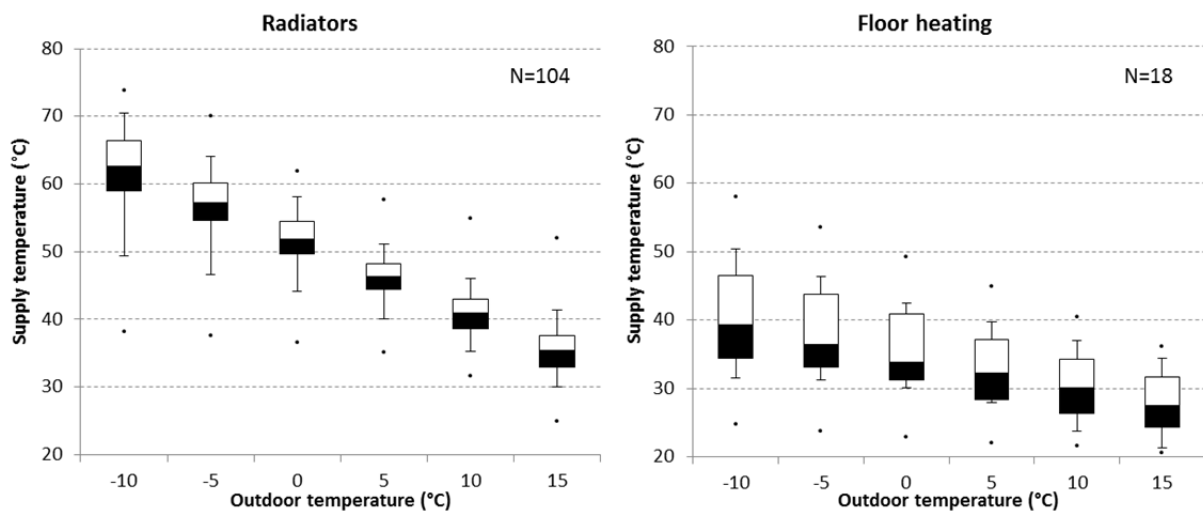 Radiators
N=104
Supply temperature (°C)
80
70
60
50
40
30
20
-10 -5 0 5 10 15
Outdoor temperature (°C)
Floor heating
N=18
Supply temperature (°C)
80
70
60
50
40
30
20
-10 -5 0 5 10 15
Outdoor temperature (°C)